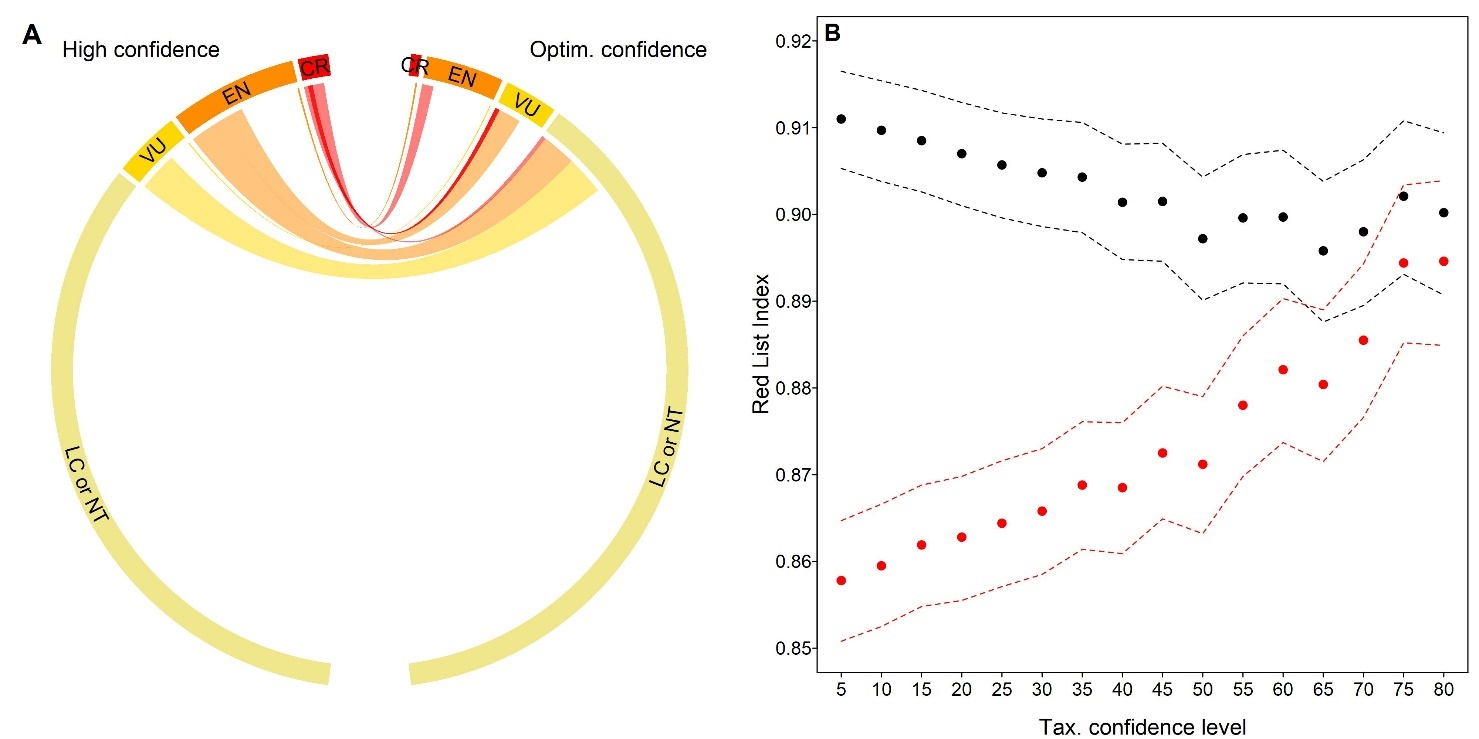 A
High confidence
Optim. confidence
CR
CR
EN
EN
VU
VU
LC or NT
LC or NT
B
0.92
0.91
0.90
0.89
0.88
0.87
0.86
0.85
Red List Index
5 10 15 20 25 30 35 40 45 50 55 60 65 70 75 80
Tax. confidence level